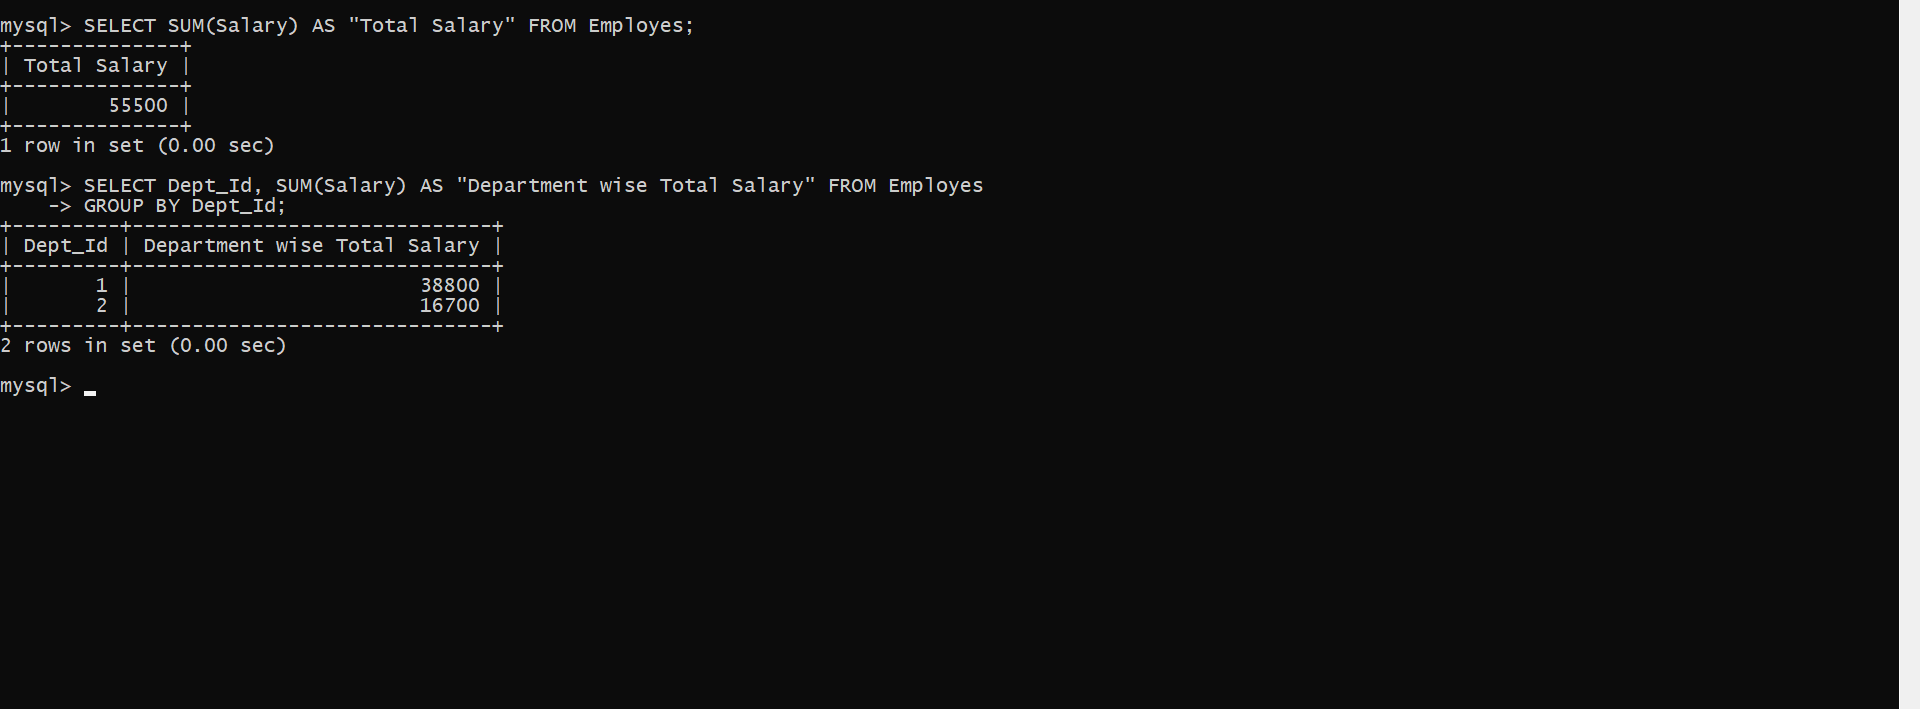 mysql> SELECT SUM(Salary) AS "Total Salary" FROM Employes;
+--------------+
| Total Salary |
+--------------+
|        55500 |
+--------------+
1 row in set (0.00 sec)
mysql> SELECT Dept_Id, SUM(Salary) AS "Department wise Total Salary" FROM Employes
    -> GROUP BY Dept_Id;
+---------+------------------------------+
| Dept_Id | Department wise Total Salary |
+---------+------------------------------+
|       1 |                        38800 |
|       2 |                        16700 |
+---------+------------------------------+
2 rows in set (0.00 sec)
mysql> _